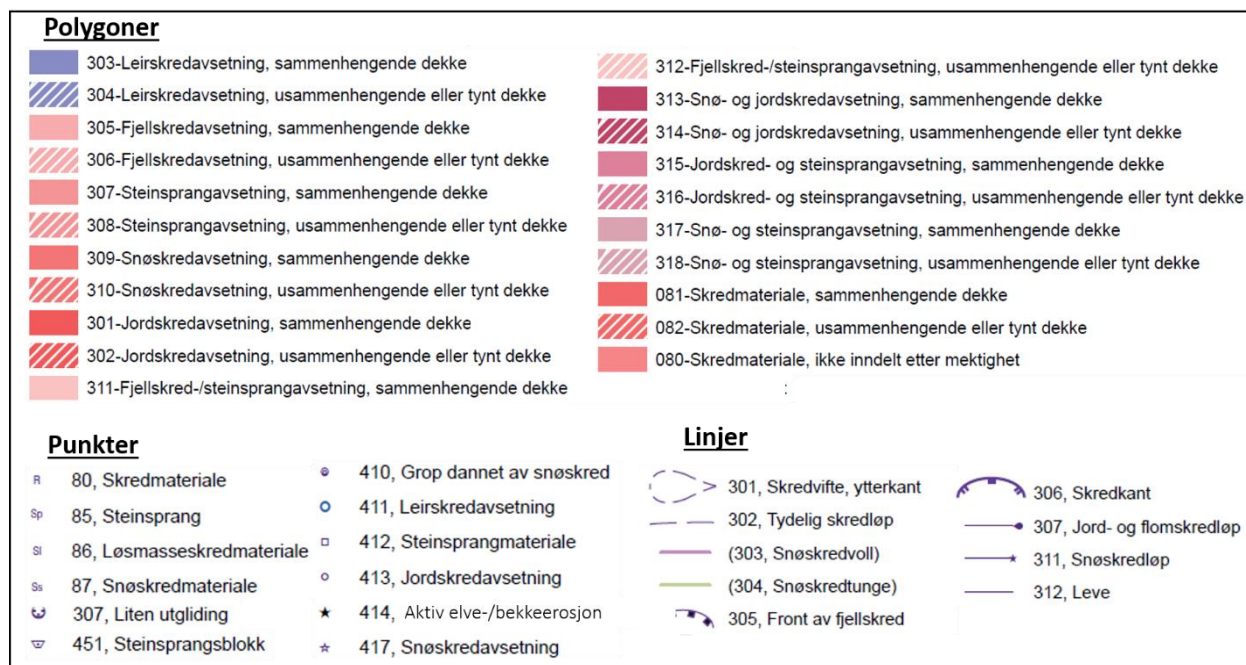 Polygoner
303-Leirskredavsetning, sammenhengende dekke
304-Leirskredavsetning, usammenhengende eller tynt dekke
305-Fjellskredavsetning, sammenhengende dekke
306-Fjellskredavsetning, usammenhengende eller tynt dekke
307-Steinsprangavsetning, sammenhengende dekke
308-Steinsprangavsetning, usammenhengende eller tynt dekke
309-Snøskredavsetning, sammenhengende dekke
310-Snøskredavsetning, usammenhengende eller tynt dekke
301-Jordskredavsetning, sammenhengende dekke
302-Jordskredavsetning, usammenhengende eller tynt dekke
311-Fjellskred-/steinsprangavsetning, sammenhengende dekke
312-Fjellskred-/steinsprangavsetning, usammenhengende eller tynt dekke
313-Snø- og jordskredavsetning, sammenhengende dekke
314-Snø- og jordskredavsetning, usammenhengende eller tynt dekke
315-Jordskred- og steinsprangavsetning, sammenhengende dekke
316-Jordskred- og steinsprangavsetning, usammenhengende eller tynt dekke
317-Snø- og steinsprangavsetning, sammenhengende dekke
318-Snø- og steinsprangavsetning, usammenhengende eller tynt dekke
081-Skredmateriale, sammenhengende dekke
082-Skredmateriale, usammenhengende eller tynt dekke
080-Skredmateriale, ikke inndelt etter mektighet
:
Punkter
R 80, Skredmateriale
Sp 85, Steinsprang
Sl 86, Løsmasseskredmateriale
Ss 87, Snøskredmateriale
307, Liten utgliding
451, Steinsprangsblokk
410, Grop dannet av snøskred
411, Leirskredavsetning
412, Steinsprangmateriale
413, Jordskredavsetning
414, Aktiv elve-/bekkeerosjon
417, Snøskredavsetning
Linjer
301, Skredvifte, ytterkant
302, Tydelig skredløp
(303, Snøskredvoll)
(304, Snøskredtunge)
305, Front av fjellskred
306, Skredkant
307, Jord- og flomskredløp
311, Snøskredløp
312, Leve